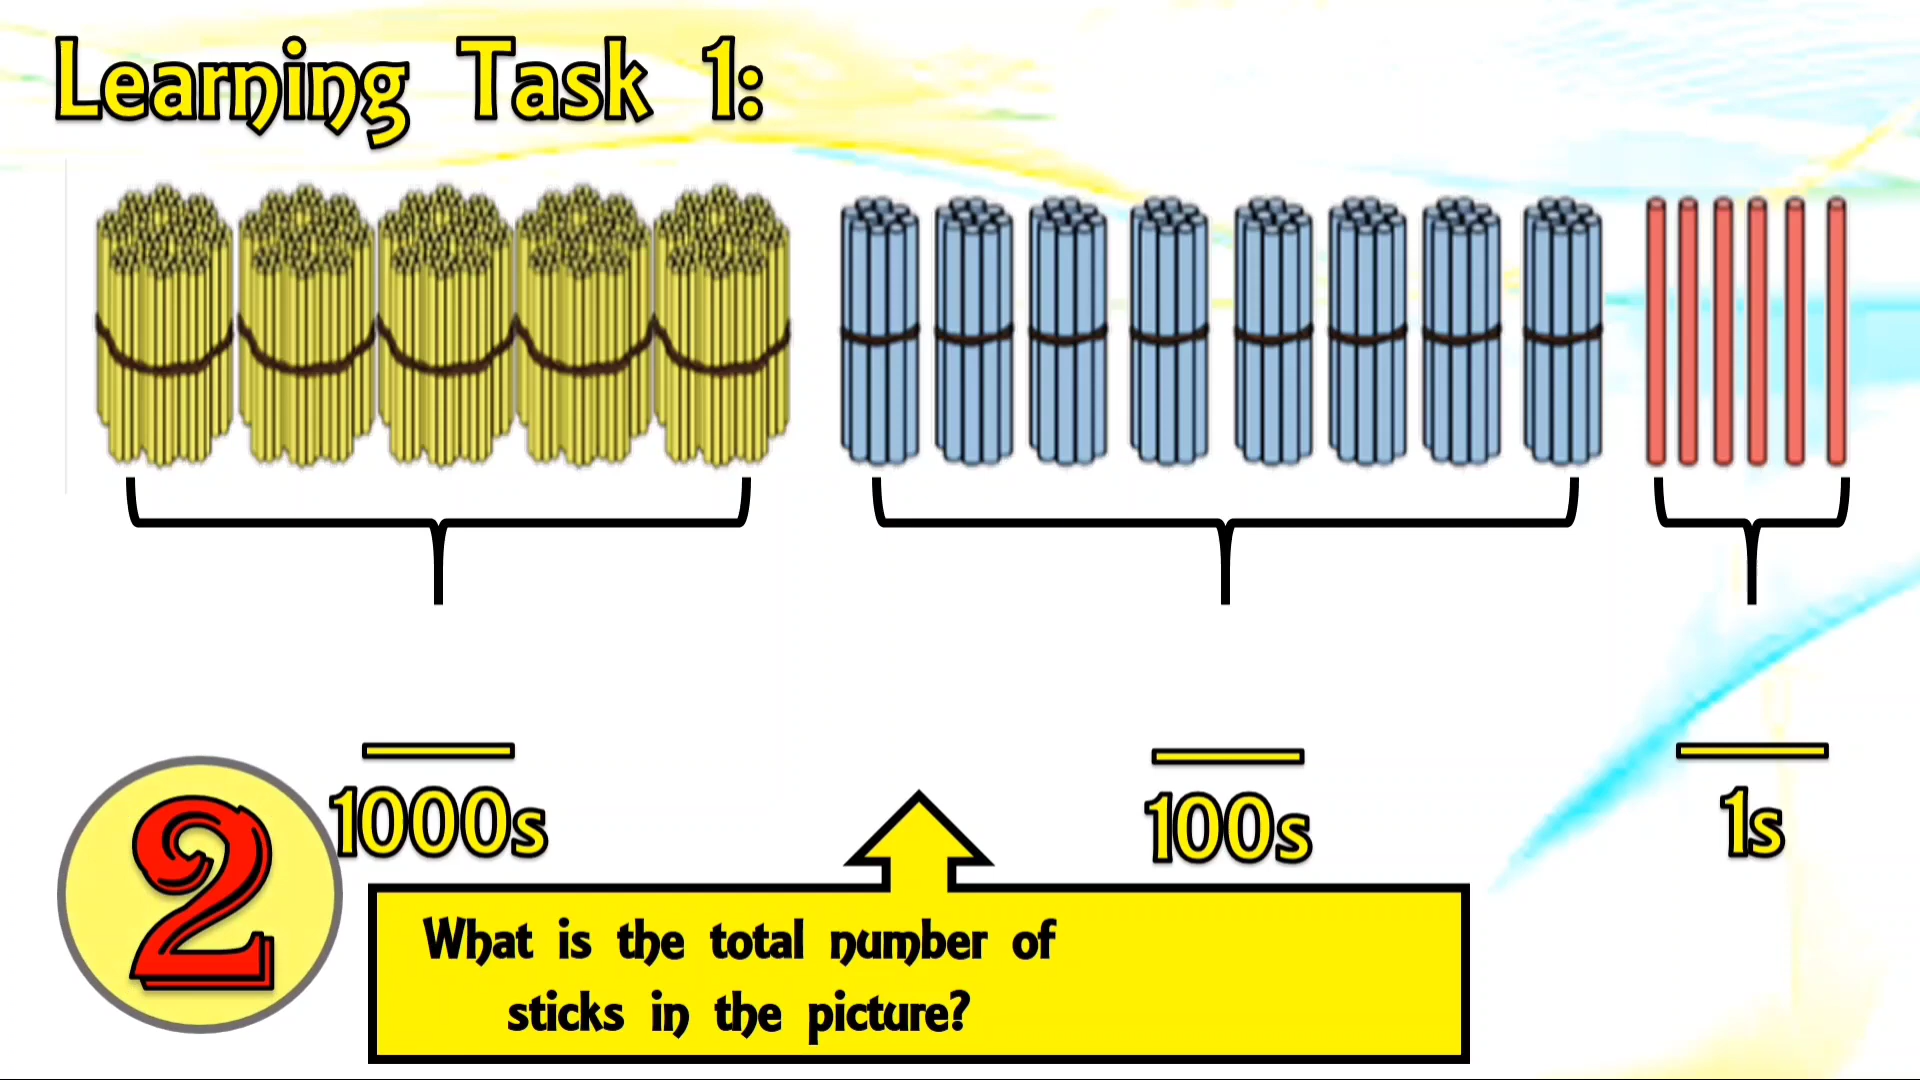 Learning Task 1:
1000s
100s
1s
2
What is the total number of
sticks in the picture?